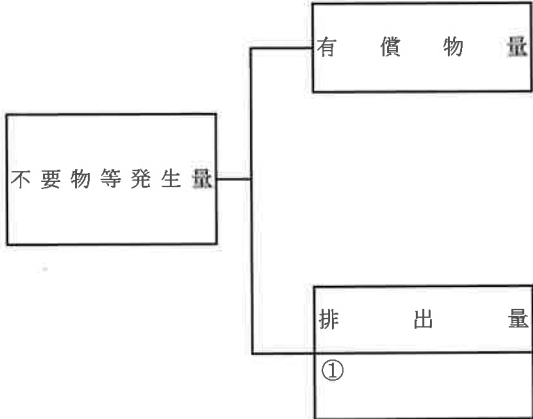 有償物量
不要物等発生量
排出量
①